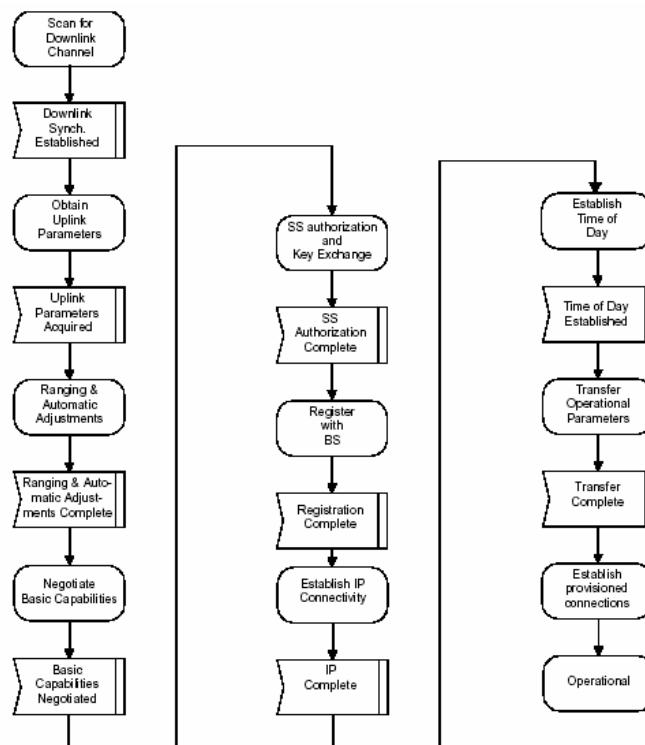 Scan for
Downlink
Channel
Downlink
Synch.
Established
Obtain
Uplink
Parameters
Uplink
Parameters
Acquired
Ranging &
Automatic
Adjustments
Ranging & Auto-
matic Adjust-
ments Complete
Negotiate
Basic Capabilities
Basic
Capabilities
Negotiated
SS authorization
and
Key Exchange
SS
Authorization
Complete
Register
with
BS
Registration
Complete
Establish IP
Connectivity
IP
Complete
Establish
Time of
Day
Time of Day
Established
Transfer
Operational
Parameters
Transfer
Complete
Establish
provisioned
connections
Operational